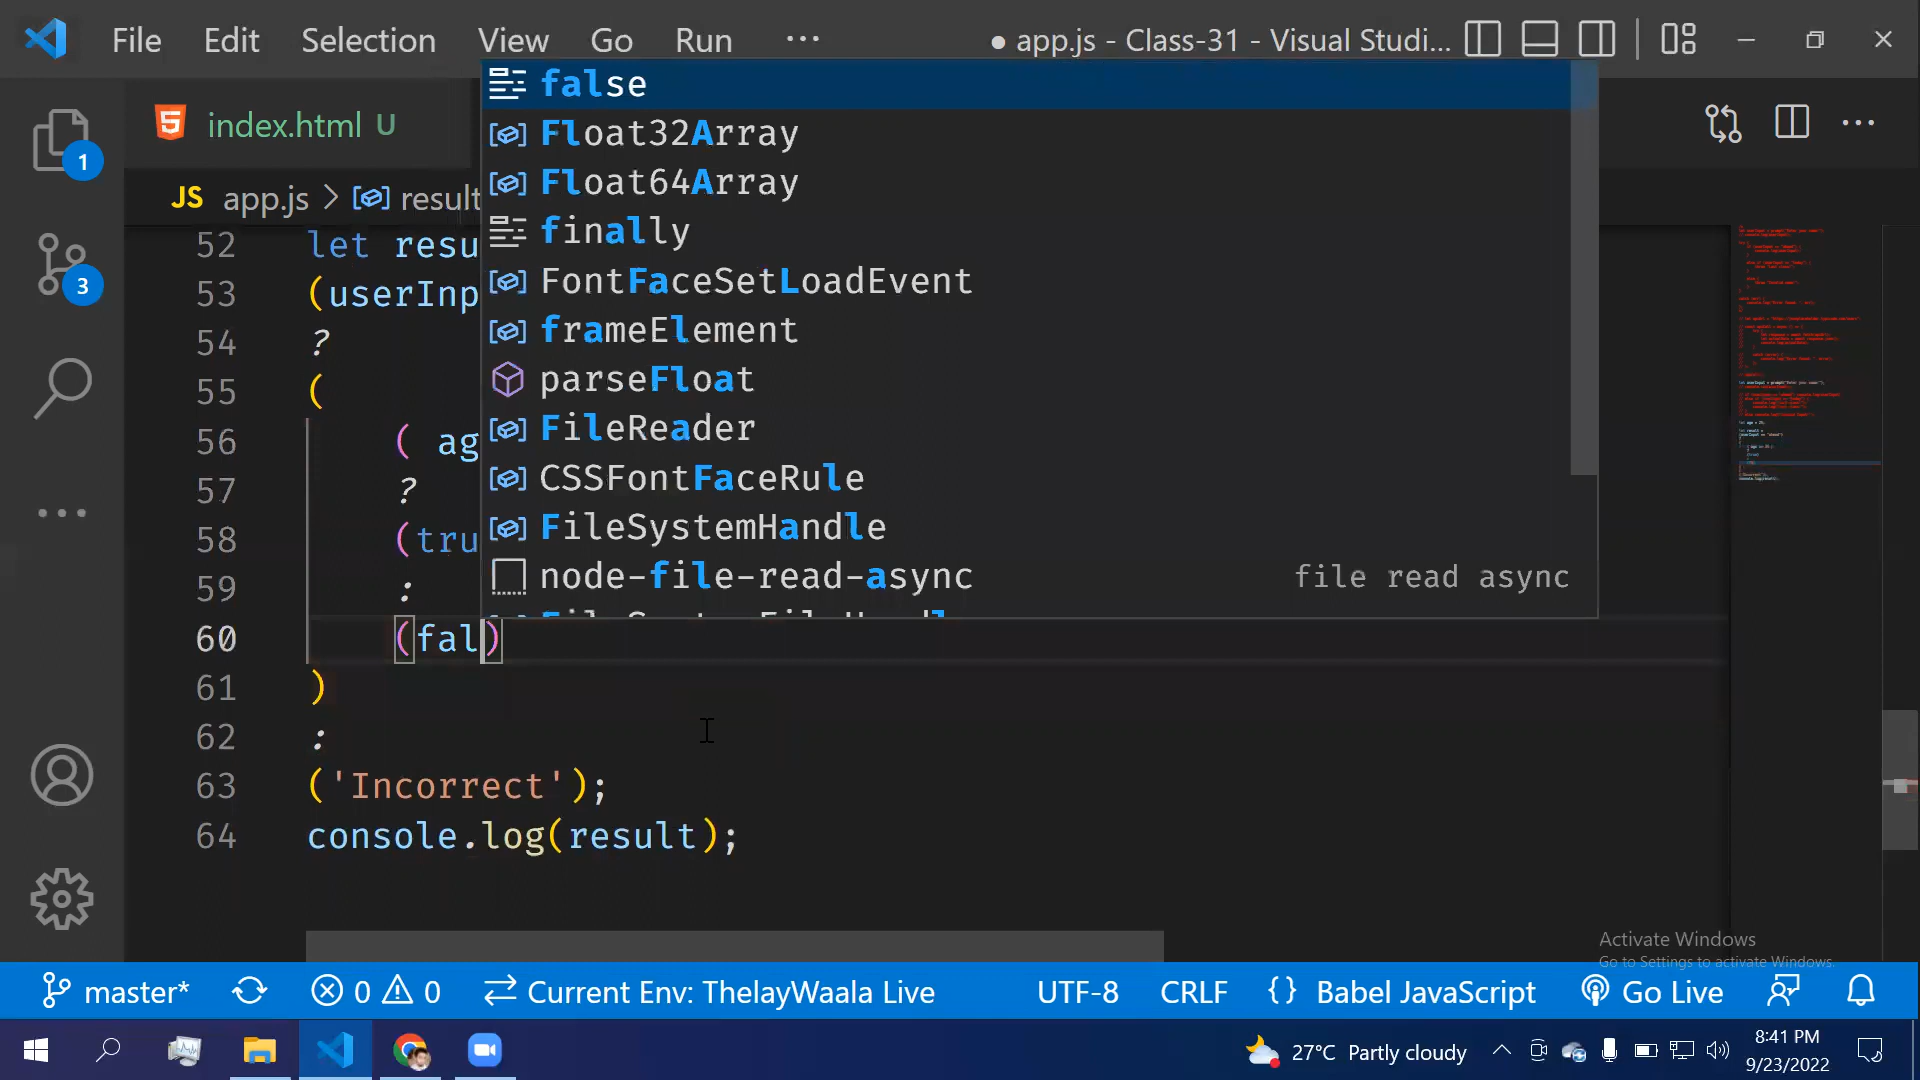 File Edit Selection View Go Run ... ● app.js - Class-31 - Visual Studi...
index.html U
JS app.js > result
false
Float32Array
Float64Array
finally
FontFaceSetLoadEvent
frameElement
parseFloat
FileReader
CSSFontFaceRule
FileSystemHandle
node-file-read-async file read async
52 let resu
53 (userInp
54 ?
55 (
56 ( ag
57 ?
58 (tru
59 :
60 (fal)
61 )
62 :
63 ('Incorrect');
64 console.log(result);
1
3
Activate Windows
Go to Settings to activate Windows.
master* 0 0 Current Env: ThelayWaala Live UTF-8 CRLF {} Babel JavaScript Go Live
27°C Partly cloudy
8:41 PM
9/23/2022